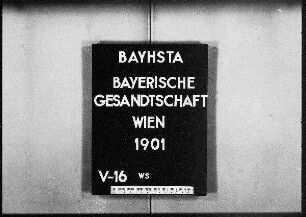 BAYHSTA
BAYERISCHE
GESANDTSCHAFT
WIEN
1901
V-16 WS